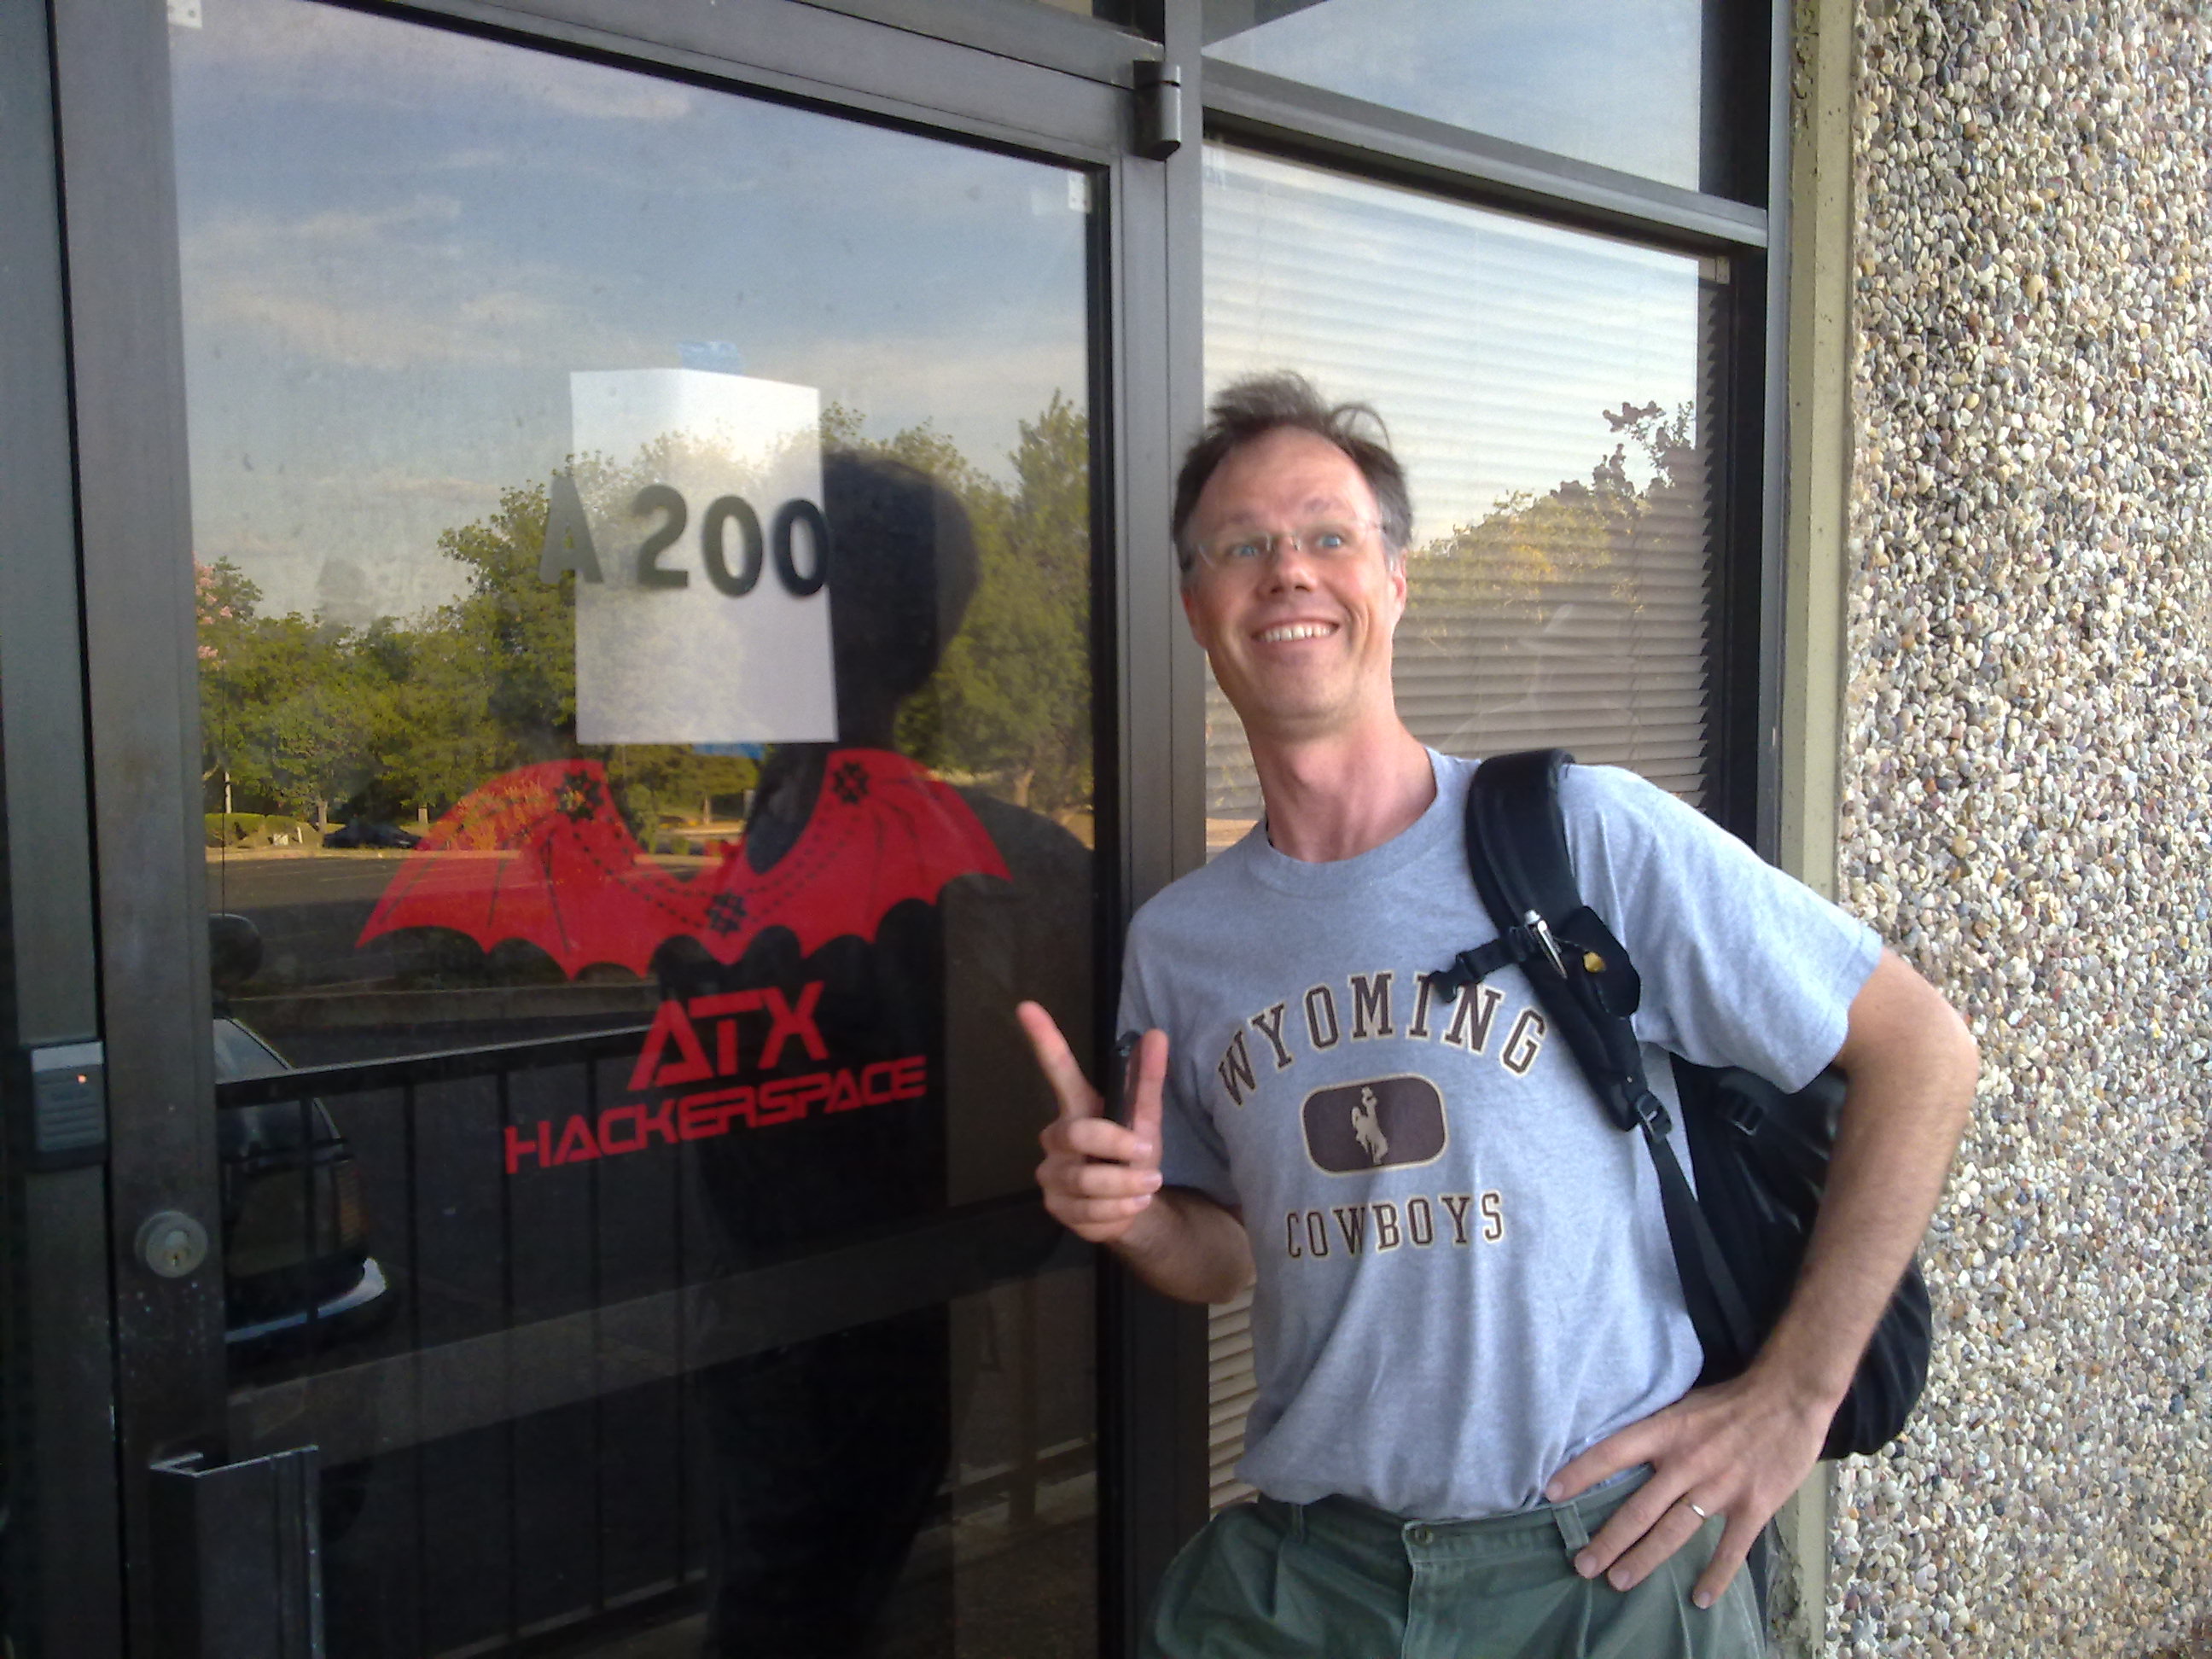 A 200
ATX
HACKERSPACE
WYOMING
COWBOYS